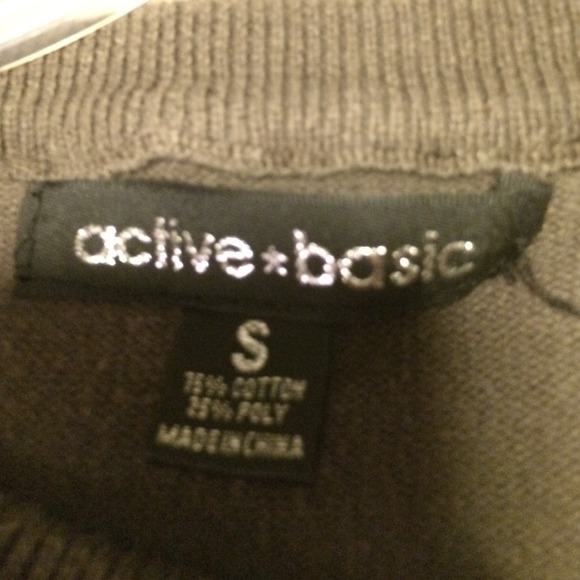 active*basic
S
75% COTTON
25% POLY
MADE IN CHINA